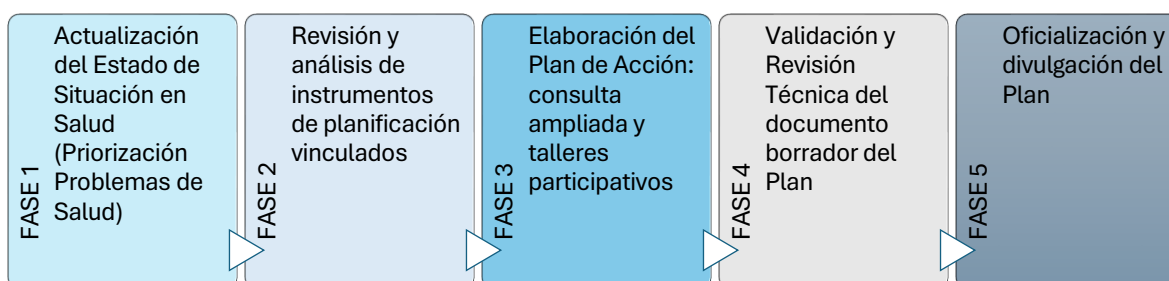 FASE 1
Actualización
del Estado de
Situación en
Salud
(Priorización
Problemas de
Salud)
FASE 2
Revisión y
análisis de
instrumentos
de planificación
vinculados
FASE 3
Elaboración del
Plan de Acción:
consulta
ampliada y
talleres
participativos
FASE 4
Validación y
Revisión
Técnica del
documento
borrador del
Plan
FASE 5
Oficialización y
divulgación del
Plan